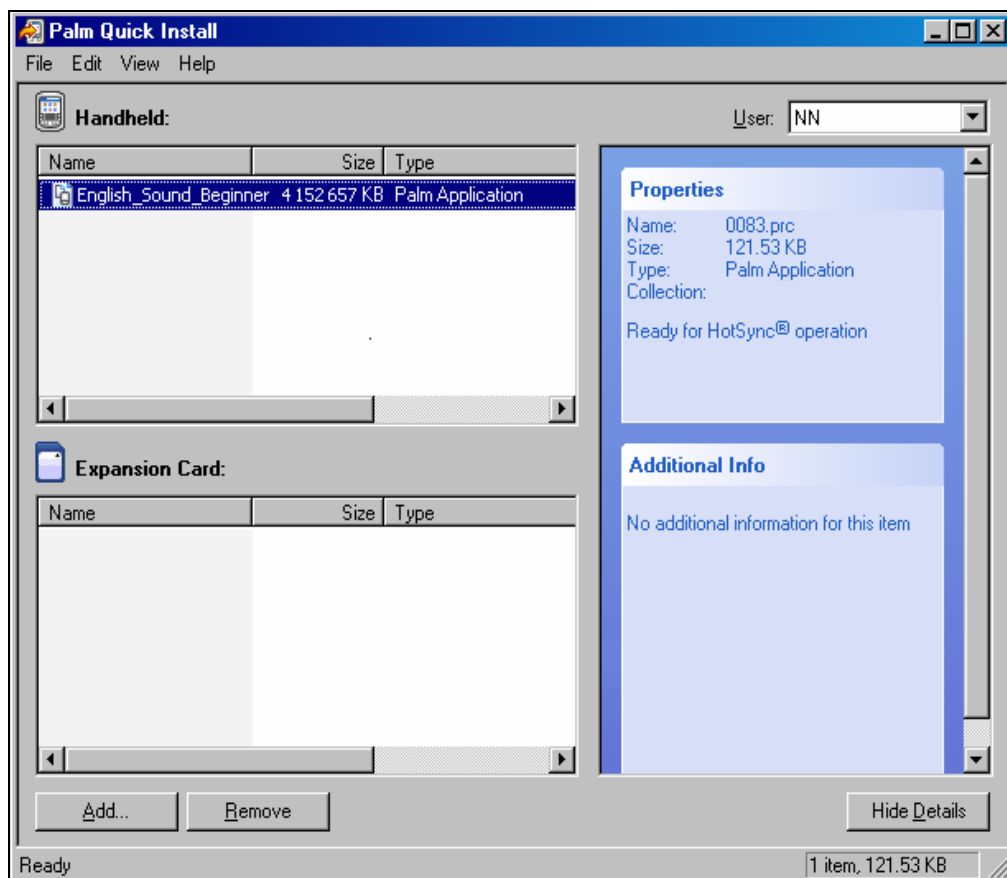 Palm Quick Install
File Edit View Help
Handheld:
User: NN
Name Size Type
English_Sound_Beginner 4 152 657 KB Palm Application
Properties
Name: 0083.prc
Size: 121.53 KB
Type: Palm Application
Collection:
Ready for HotSync® operation
Expansion Card:
Name Size Type
Additional Info
No additional information for this item
Add... Remove
Hide Details
Ready
1 item, 121.53 KB